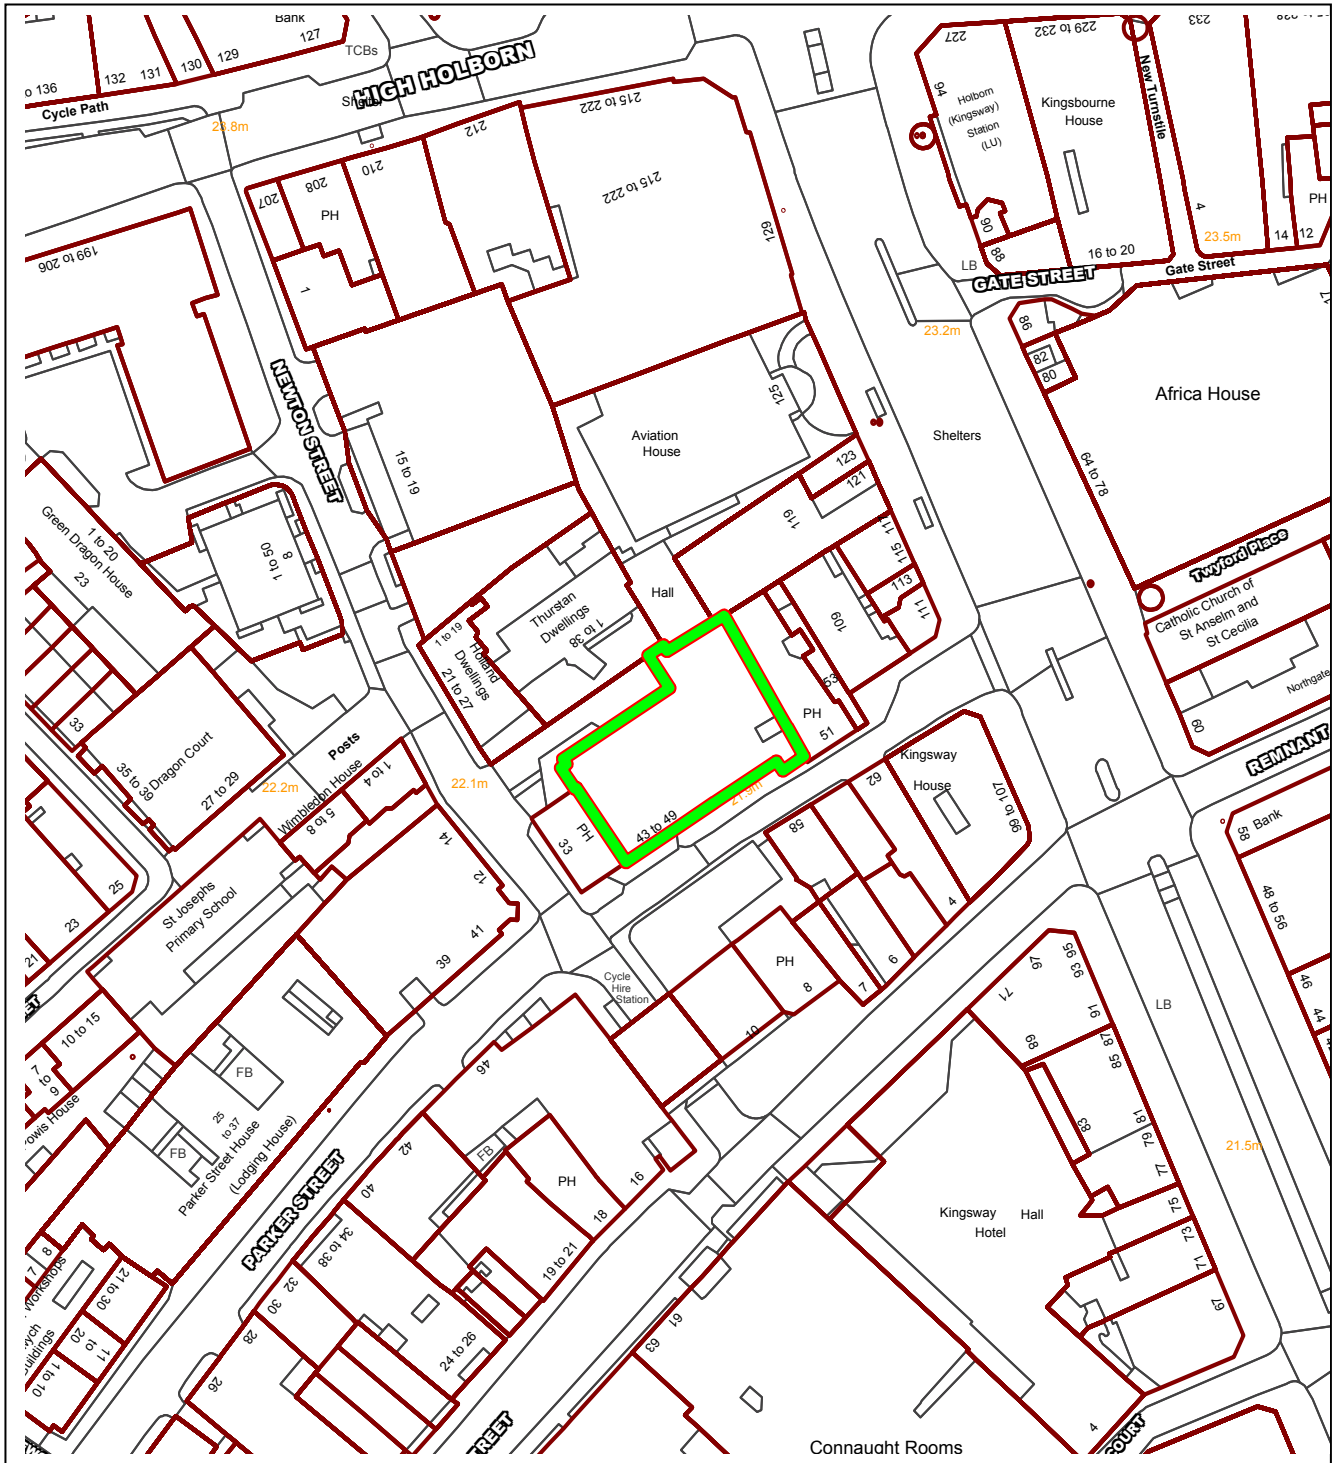 Bank
127
129
130
131
132
o 136
TCBs
HIGH HOLBORN
Shelter
Cycle Path
23.8m
227
229 to 232
233
94
Holborn
(Kingsway)
Station
(LU)
Kingsbourne
House
New Turnstile
4
PH
90
88
LB
16 to 20
23.5m
14
12
GATE STREET
Gate Street
17
215 to 222
212
210
208
207
PH
215 to 222
129
199 to 206
1
23.2m
86
82
80
Africa House
NEWTON STREET
125
Aviation
House
Shelters
15 to 19
123
121
119
64 to 78
1 to 20
Green Dragon House
23
8
1 to 50
115
113
111
109
Twyford Place
Catholic Church of
St Anselm and
St Cecilia
Northgate
60
REMNANT
Hall
Thurstan
Dwellings
1 to 38
1 to 19
Holland
Dwellings
21 to 27
53
PH
51
33
Dragon Court
35 to 39
27 to 29
Posts
22.2m
Wimbledon House
1 to 4
5 to 8
22.1m
21.9m
43 to 49
PH
33
Kingsway
House
62
58
99 to 107
58
Bank
48 to 56
46
44
25
23
21
St Josephs
Primary School
14
12
41
39
4
6
7
8
PH
10
Cycle
Hire
Station
97
93 95
71
91
89
87
85
LB
10 to 15
7
to
9
Powis House
FB
25
to 37
FB
Parker Street House
(Lodging House)
PARKER STREET
46
42
40
FB
PH
16
18
19 to 21
34 to 38
32
30
28
26
24 to 26
83
81
79
77
75
73
71
67
21.5m
Kingsway Hall
Hotel
8
7
Workshops
21 to 30
20
to
11
1 to 10
61
63
4
REET
COURT
Connaught Rooms